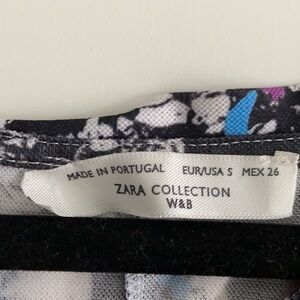 MADE IN PORTUGAL EUR/USA S MEX 26
ZARA COLLECTION
W&B